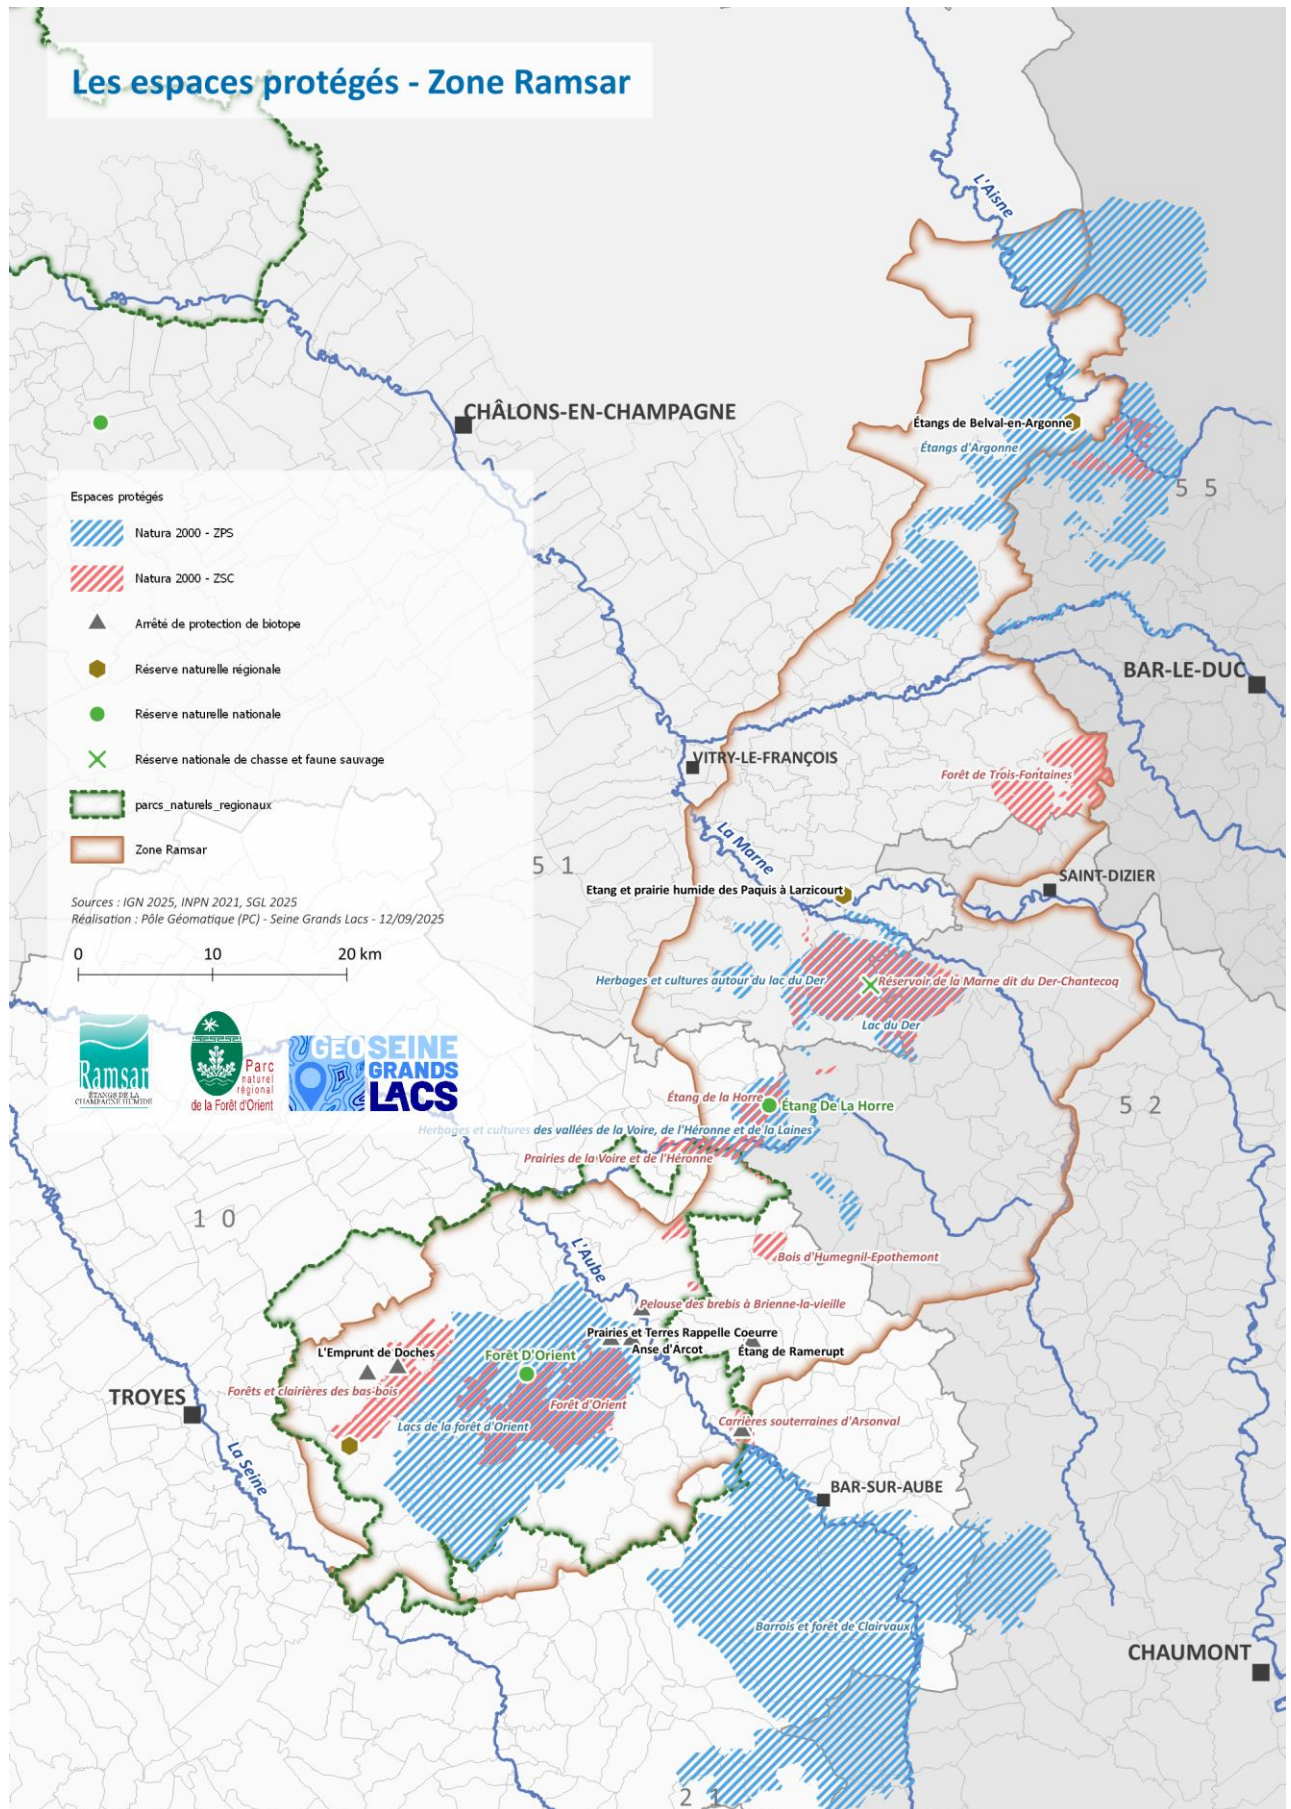 Les espaces protégés - Zone Ramsar
L'Aisne
CHÂLONS-EN-CHAMPAGNE
Étangs de Belval-en-Argonne
Étangs d'Argonne
5 5
Espaces protégés
Natura 2000 - ZPS
Natura 2000 - ZSC
Arrêté de protection de biotope
Réserve naturelle régionale
Réserve naturelle nationale
Réserve nationale de chasse et faune sauvage
parcs_naturels_regionaux
Zone Ramsar
Sources : IGN 2025, INPN 2021, SGL 2025
Réalisation : Pôle Géomatique (PC) - Seine Grands Lacs - 12/09/2025
0 10 20 km
Ramsar
ÉTANGS DE LA
CHAMPAGNE HUMIDE
Parc
naturel
régional
de la Forêt d'Orient
GEOSEINE
GRANDS
LACS
BAR-LE-DUC
VITRY-LE-FRANÇOIS
Forêt de Trois-Fontaines
La Marne
5 1
SAINT-DIZIER
Etang et prairie humide des Paquis à Larzicourt
Herbages et cultures autour du lac du Der
Réservoir de la Marne dit du Der-Chantecoq
Lac du Der
Étang de la Horre
Étang De La Horre
5 2
Herbages et cultures des vallées de la Voire, de l'Héronne et de la Laines
Prairies de la Voire et de l'Héronne
1 0
L'Aube
Bois d'Humegnil-Epothemont
Pelouse des brebis à Brienne-la-vieille
Prairies et Terres Rappelle Coeurre
Anse d'Arcot
Étang de Ramerupt
L'Emprunt de Doches
Forêt D'Orient
Forêts et clairières des bas-bois
Forêt d'Orient
TROYES
Lacs de la forêt d'Orient
Carrières souterraines d'Arsonval
La Seine
BAR-SUR-AUBE
Barrois et forêt de Clairvaux
CHAUMONT
2 1